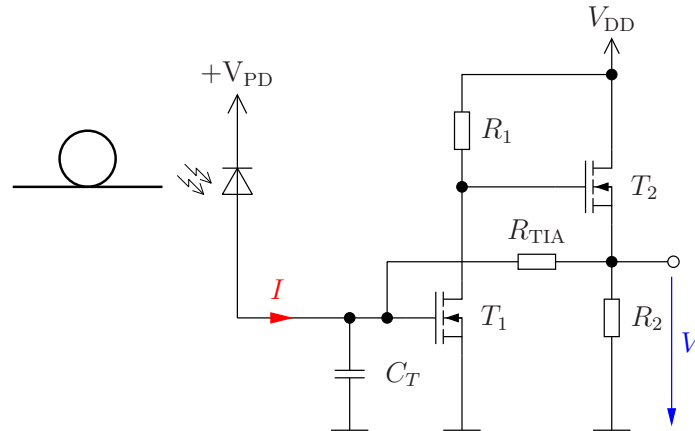 V_DD
+V_PD
R_1
T_2
R_TIA
I
T_1
R_2
V
C_T